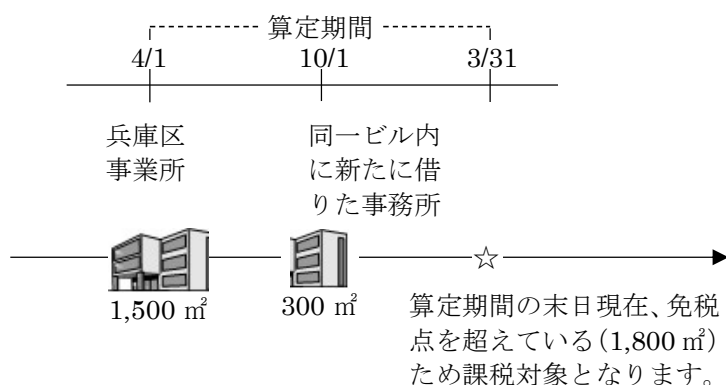 算定期間
4/1 10/1 3/31
兵庫区
事業所
同一ビル内
に新たに借
りた事務所
☆
1,500 ㎡
300 ㎡
算定期間の末日現在、免税
点を超えている(1,800 ㎡)
ため課税対象となります。